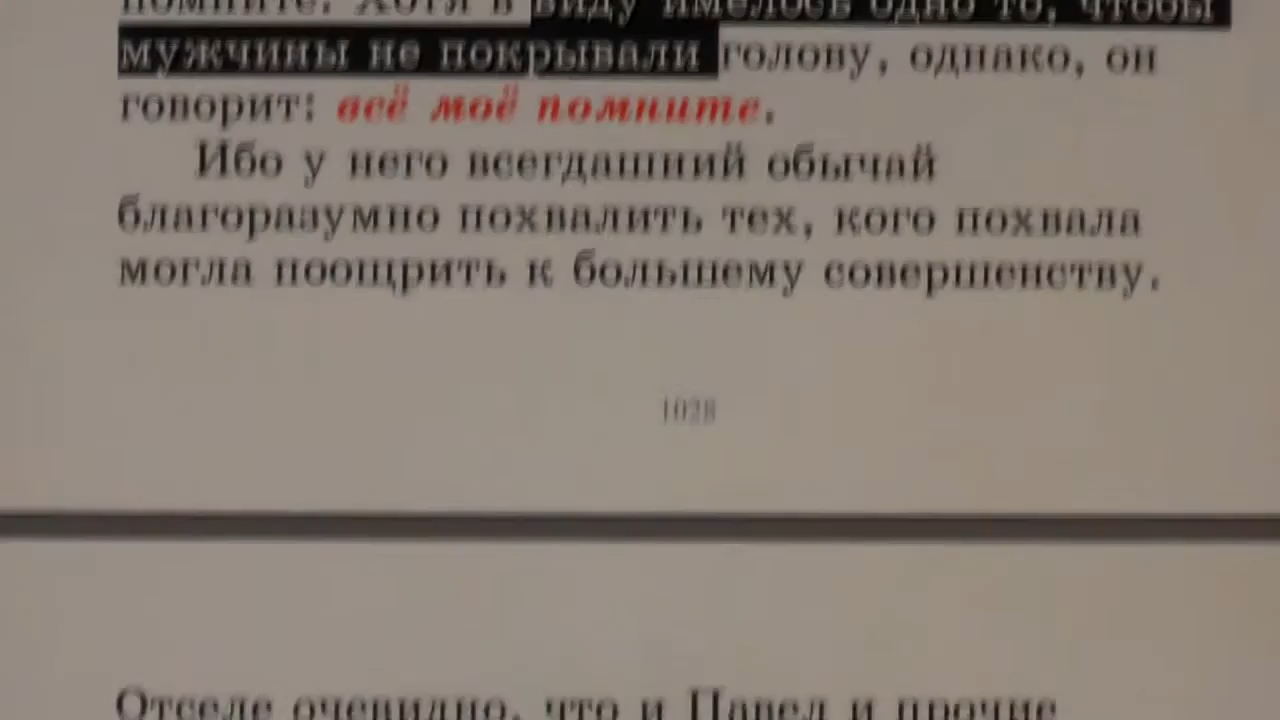 помните. Хотя в виду имелось одно то, чтобы
мужчины не покрывали голову, однако, он
говорит: всё моё помните.
Ибо у него всегдашний обычай
благоразумно похвалить тех, кого похвала
могла поощрить к большему совершенству.
1028
Отселе очевидно, что и Павел и прочие